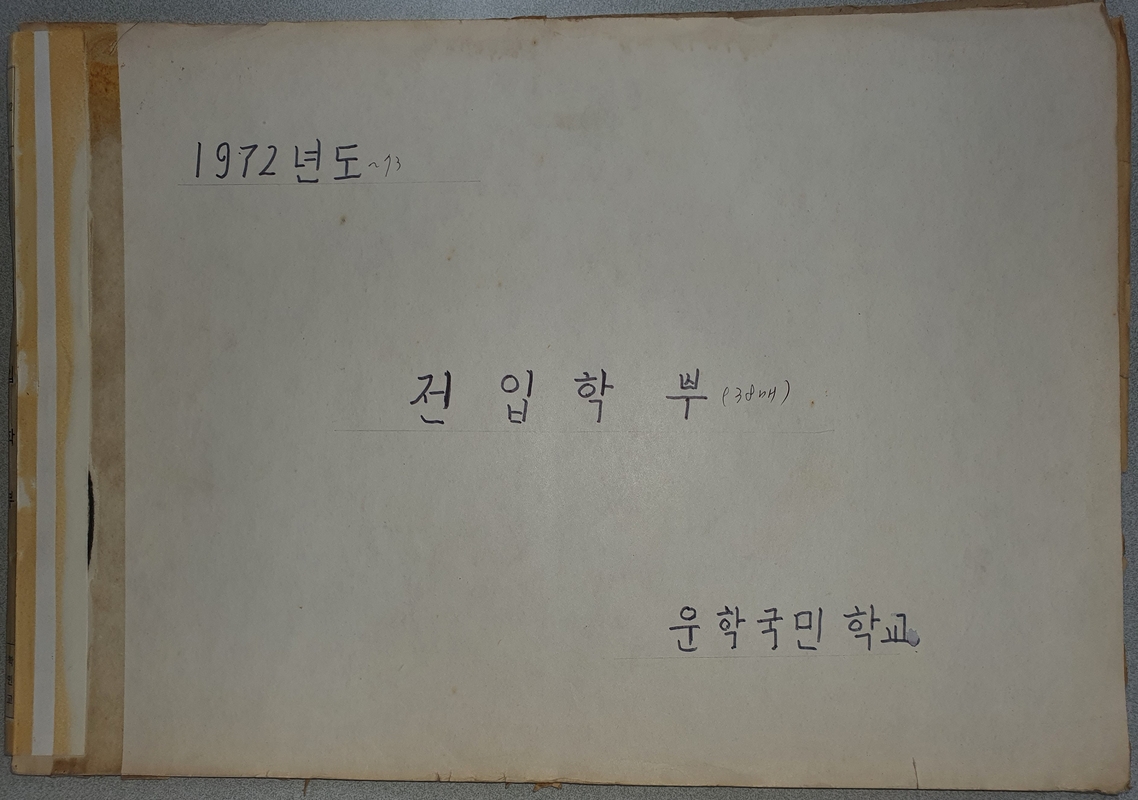 1972년도~73
전 입 학 부 (38매)
운학국민학교